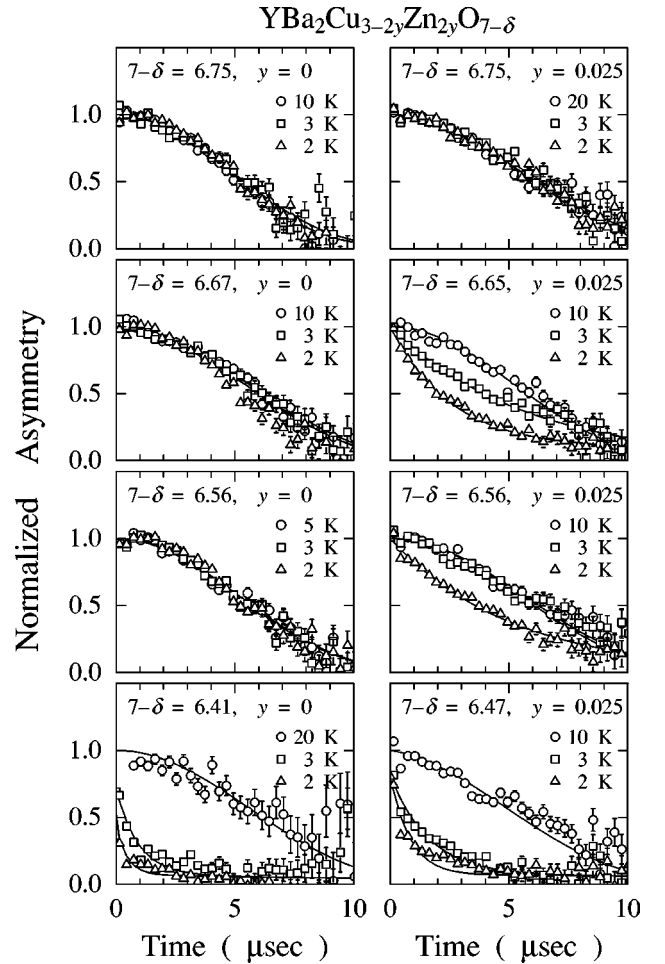 YBa₂Cu₃₋₂yZn₂yO₇₋δ
7−δ = 6.75, y = 0
10 K
3 K
2 K
7−δ = 6.75, y = 0.025
20 K
3 K
2 K
1.0
0.5
0.0
7−δ = 6.67, y = 0
10 K
3 K
2 K
7−δ = 6.65, y = 0.025
10 K
3 K
2 K
1.0
0.5
0.0
7−δ = 6.56, y = 0
5 K
3 K
2 K
7−δ = 6.56, y = 0.025
10 K
3 K
2 K
1.0
0.5
0.0
7−δ = 6.41, y = 0
20 K
3 K
2 K
7−δ = 6.47, y = 0.025
10 K
3 K
2 K
1.0
0.5
0.0
0 5 10
0 5 10
Time ( μsec )
Time ( μsec )
Normalized Asymmetry